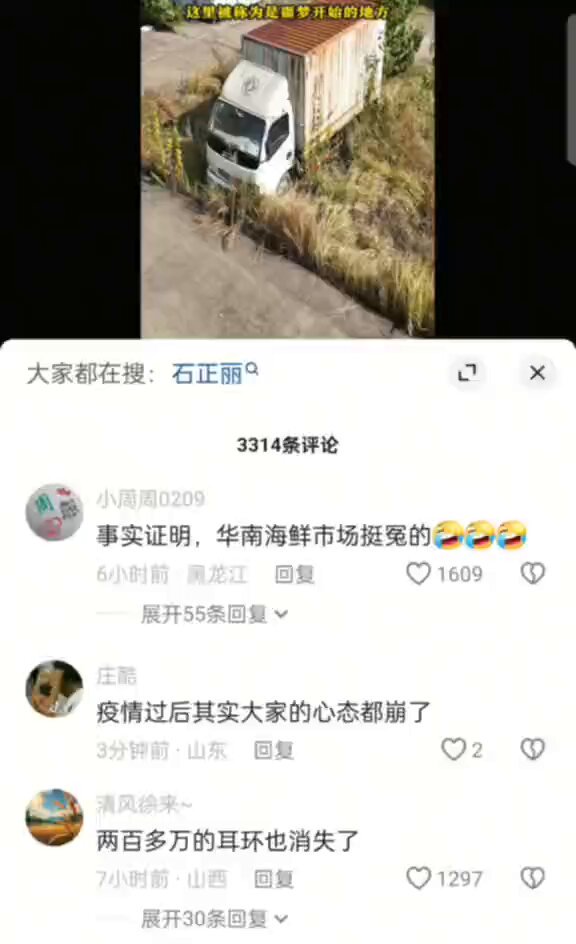 这里被称为是噩梦开始的地方
大家都在搜：石正丽
3314条评论
小周周0209
事实证明，华南海鲜市场挺冤的
6小时前·黑龙江 回复 1609
展开55条回复
庄酷
疫情过后其实大家的心态都崩了
3分钟前·山东 回复 2
清风徐来~
两百多万的耳环也消失了
7小时前·山西 回复 1297
展开30条回复